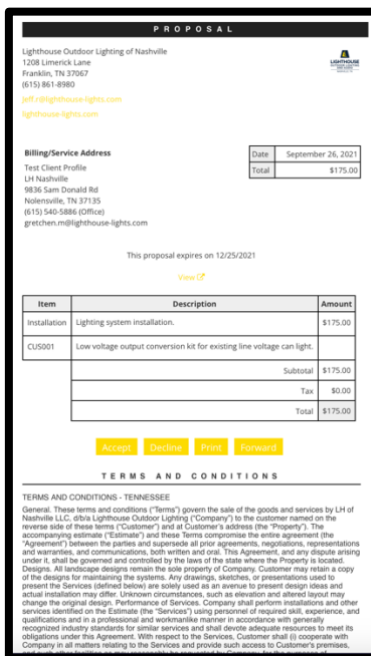 PROPOSAL
Lighthouse Outdoor Lighting of Nashville
1208 Limerick Lane
Franklin, TN 37067
(615) 861-8980
jeff.r@lighthouse-lights.com
lighthouse-lights.com
LIGHTHOUSE
Billing/Service Address
Test Client Profile
LH Nashville
9836 Sam Donald Rd
Nolensville, TN 37135
(615) 540-5886 (Office)
gretchen.m@lighthouse-lights.com
Date September 26, 2021
Total $175.00
This proposal expires on 12/25/2021
View
Item Description Amount
Installation Lighting system installation. $175.00
CUS001 Low voltage output conversion kit for existing line voltage can light.
Subtotal $175.00
Tax $0.00
Total $175.00
Accept Decline Print Forward
TERMS AND CONDITIONS
TERMS AND CONDITIONS - TENNESSEE
General. These terms and conditions ("Terms") govern the sale of the goods and services by LH of
Nashville LLC, d/b/a Lighthouse Outdoor Lighting ("Company") to the customer named on the
reverse side of these terms ("Customer") and at Customer's address (the "Property"). The
accompanying estimate ("Estimate") and these Terms compromise the entire agreement (the
"Agreement") between the parties and supersede all prior agreements, negotiations, representations
and warranties, and communications, both written and oral. This Agreement, and any dispute arising
under it, shall be governed and controlled by the laws of the state where the Property is located.
Designs. All landscape designs remain the sole property of Company. Customer may retain a copy
of the designs for maintaining the systems. Any drawings, sketches, or presentations used to
present the Services (defined below) are solely used as an avenue to present design ideas and
actual installation may differ. Unknown circumstances, such as elevation and altered layout may
change the original design. Performance of Services. Company shall perform installations and other
services identified on the Estimate (the "Services") using personnel of required skill, experience, and
qualifications and in a professional and workmanlike manner in accordance with generally
recognized industry standards for similar services and shall devote adequate resources to meet its
obligations under this Agreement. With respect to the Services, Customer shall (i) cooperate with
Company in all matters relating to the Services and provide such access to Customer's premises,